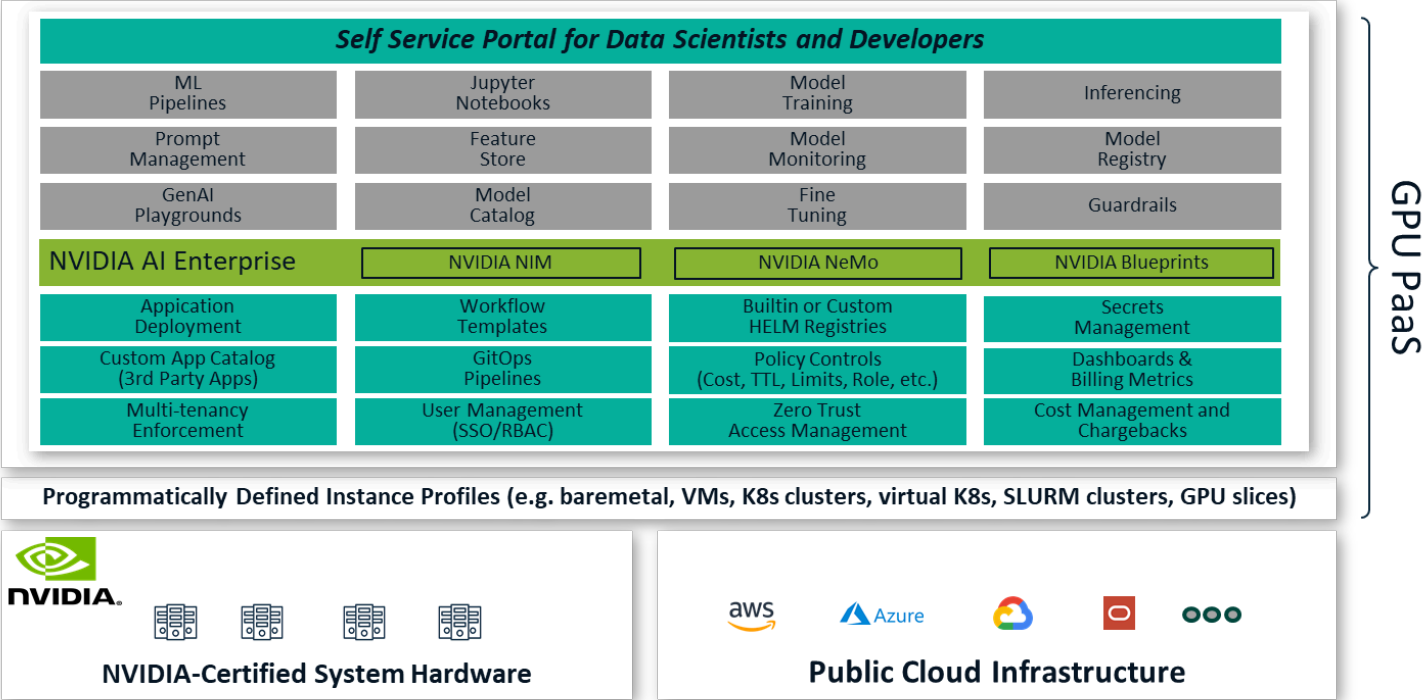 Self Service Portal for Data Scientists and Developers
ML
Pipelines
Jupyter
Notebooks
Model
Training
Inferencing
Prompt
Management
Feature
Store
Model
Monitoring
Model
Registry
GenAI
Playgrounds
Model
Catalog
Fine
Tuning
Guardrails
NVIDIA AI Enterprise
NVIDIA NIM
NVIDIA NeMo
NVIDIA Blueprints
Appication
Deployment
Workflow
Templates
Builtin or Custom
HELM Registries
Secrets
Management
Custom App Catalog
(3rd Party Apps)
GitOps
Pipelines
Policy Controls
(Cost, TTL, Limits, Role, etc.)
Dashboards &
Billing Metrics
Multi-tenancy
Enforcement
User Management
(SSO/RBAC)
Zero Trust
Access Management
Cost Management and
Chargebacks
GPU PaaS
Programmatically Defined Instance Profiles (e.g. baremetal, VMs, K8s clusters, virtual K8s, SLURM clusters, GPU slices)
NVIDIA.
NVIDIA-Certified System Hardware
aws
Azure
Public Cloud Infrastructure